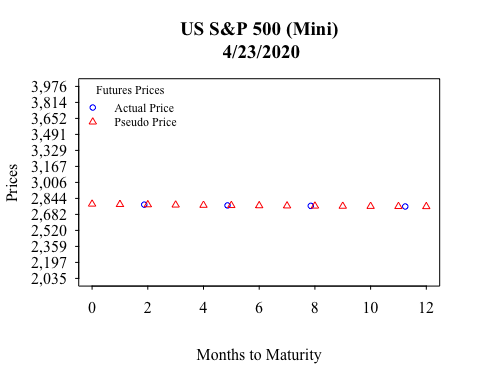 US S&P 500 (Mini)
4/23/2020
Futures Prices
Actual Price
Pseudo Price
Prices
3,976
3,814
3,652
3,491
3,329
3,167
3,006
2,844
2,682
2,520
2,359
2,197
2,035
0 2 4 6 8 10 12
Months to Maturity